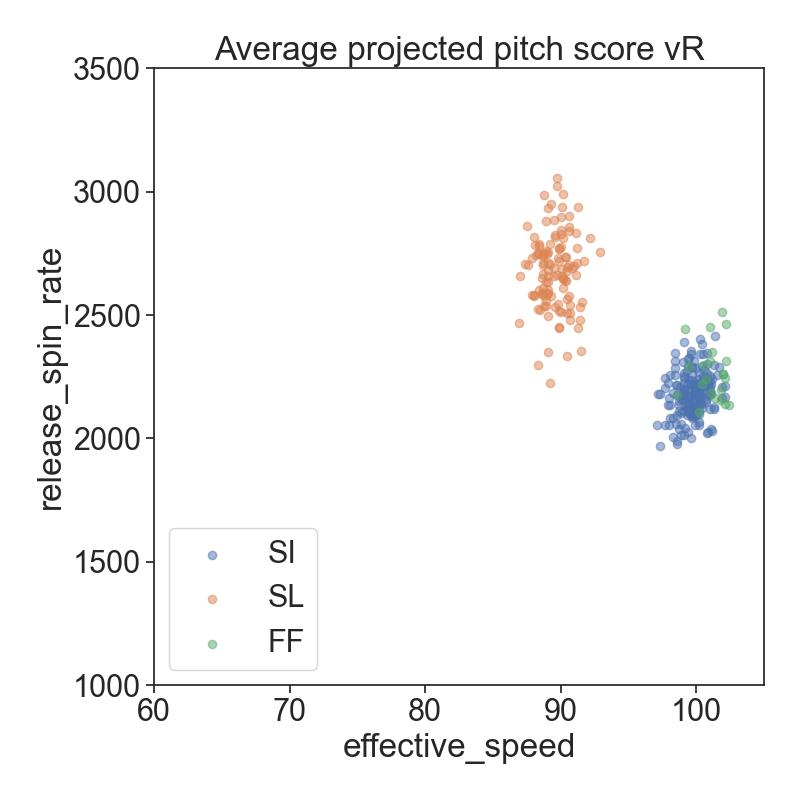 Average projected pitch score vR
3500
3000
2500
2000
1500
1000
release_spin_rate
SI
SL
FF
60 70 80 90 100
effective_speed